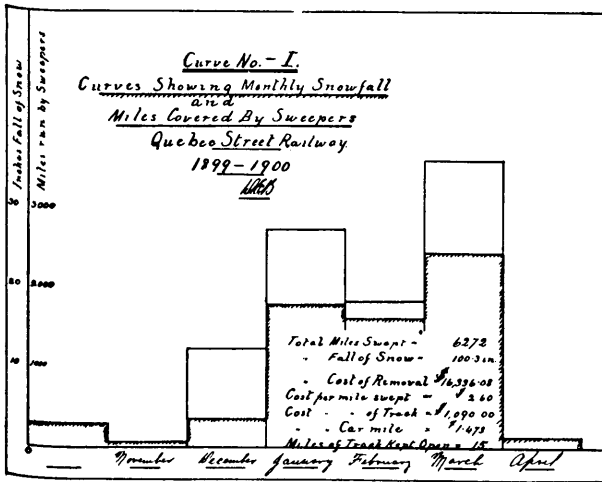 Curve No. - I.
Curves Showing Monthly Snowfall
and
Miles Covered By Sweepers
Quebec Street Railway
1899-1900
Inches Fall of Snow
Miles run by Sweepers
30 3000
20 2000
10 1000
0
Total Miles Swept - 6272
" Fall of Snow - 100.3 in.
" Cost of Removal $16,336.08
Cost per mile swept = $2.60
Cost " " of Track = $1,090.00
" " Car mile = $1.473
Miles of Track Kept Open = 15
November December January February March April